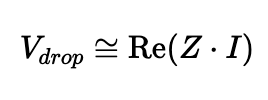 V_drop ≅ Re(Z · I)